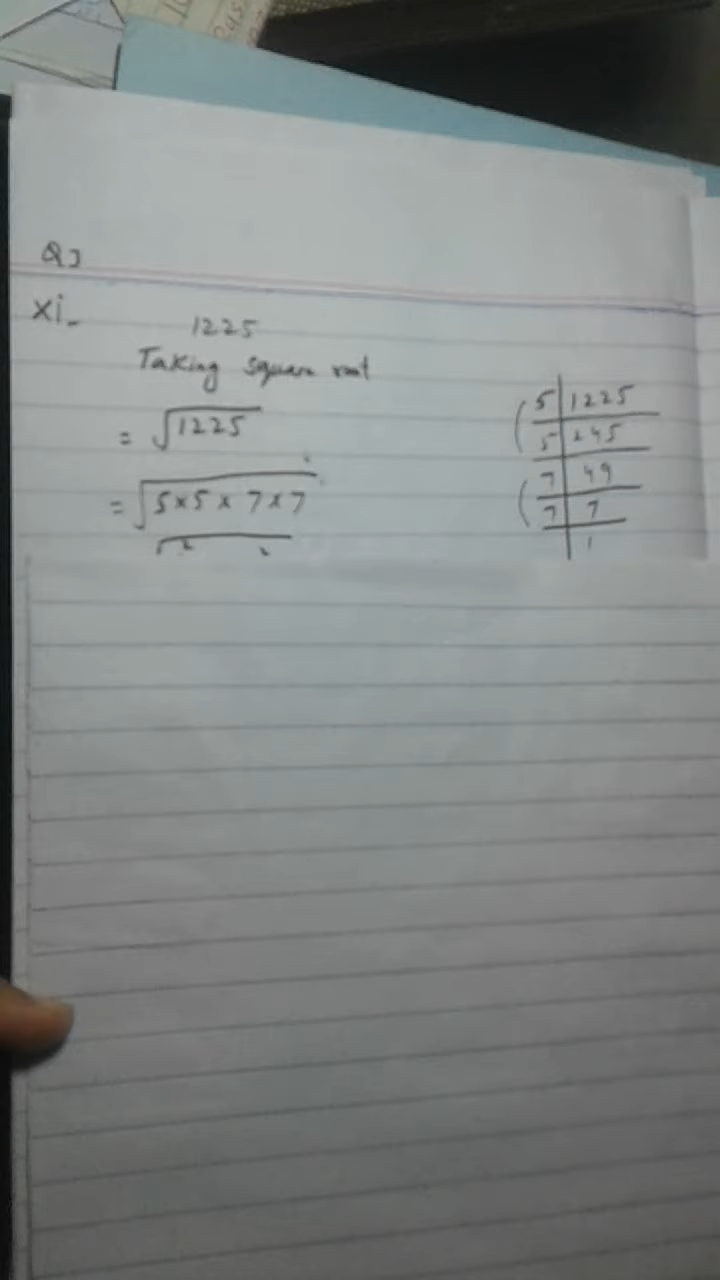 Q3
xi_
1225
Taking square root
= √1225
= √5×5×7×7
5 | 1225
5 | 245
7 | 49
7 | 7
1